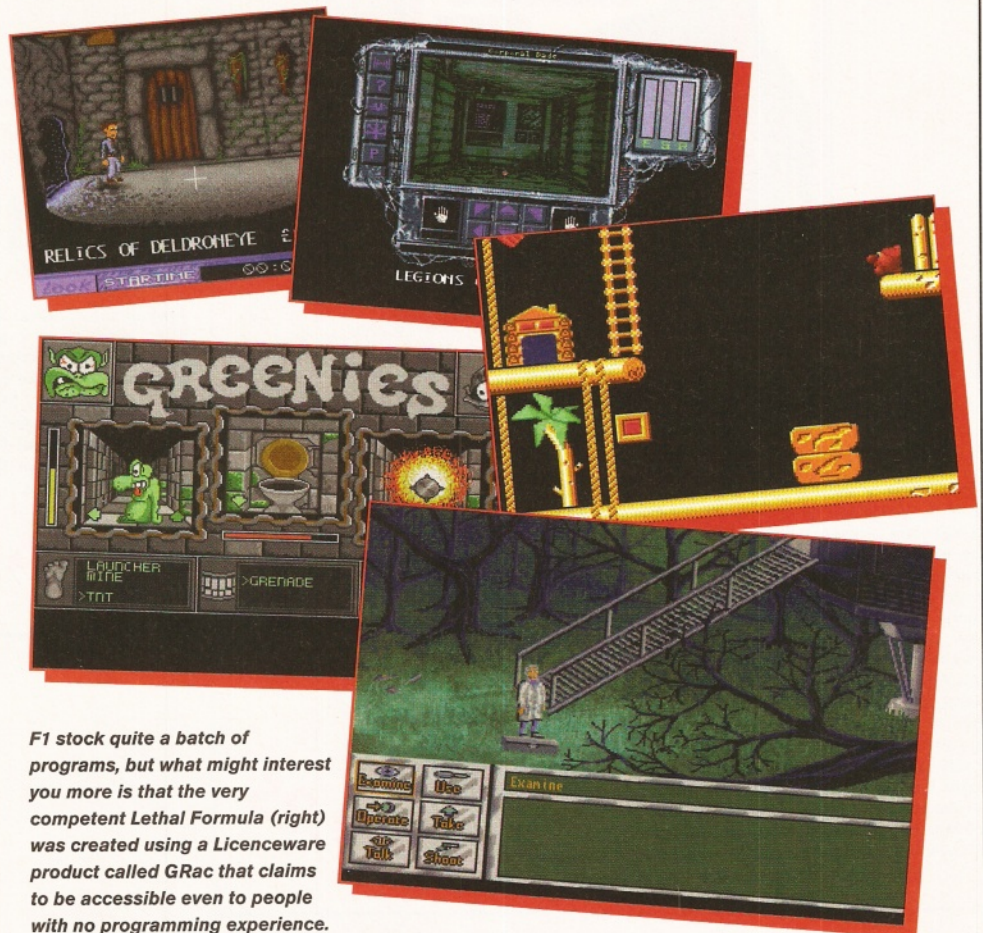 RELICS OF DELDRONEYE
LOOK STARTIME 00:0
Corporal Dade
?
P
E S P
LEGIONS
GREENIES
LAUNCHER
MINE
>TNT
>GRENADE
F1 stock quite a batch of
programs, but what might interest
you more is that the very
competent Lethal Formula (right)
was created using a Licenceware
product called GRac that claims
to be accessible even to people
with no programming experience.
Examine Use
Operate Take
Talk Shoot
Examine